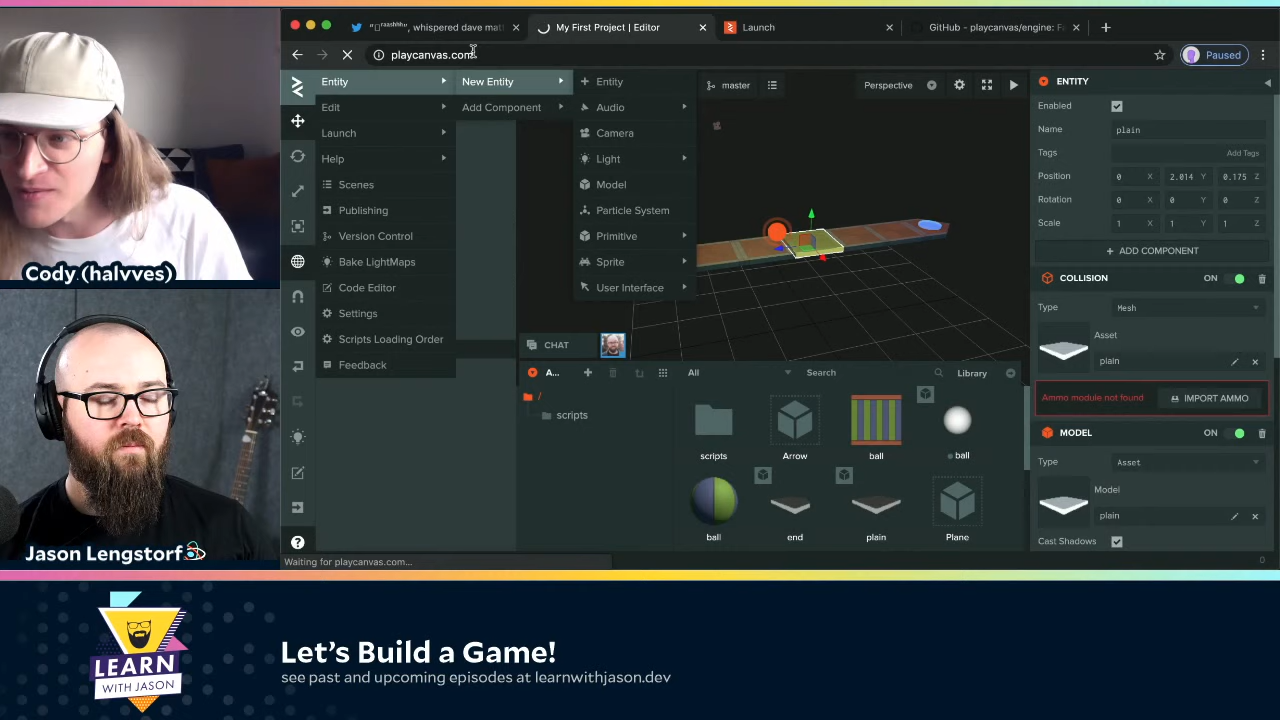 whispered dave mat
My First Project | Editor
Launch
GitHub - playcanvas/engine: Fa
playcanvas.com
Paused
Entity
Edit
Launch
Help
Scenes
Publishing
Version Control
Bake LightMaps
Code Editor
Settings
Scripts Loading Order
Feedback
New Entity
Add Component
Entity
Audio
Camera
Light
Model
Particle System
Primitive
Sprite
User Interface
master
Perspective
ENTITY
Enabled
Name plain
Tags Add Tags
Position 0 X 2.014 Y 0.175 Z
Rotation 0 X 0 Y 0 Z
Scale 1 X 1 Y 1 Z
+ ADD COMPONENT
COLLISION ON
Type Mesh
Asset
plain
Ammo module not found IMPORT AMMO
MODEL ON
Type Asset
Model
plain
Cast Shadows
CHAT
A... All Search Library
/
scripts
scripts Arrow ball ball
ball end plain Plane
Waiting for playcanvas.com...
0
Cody (halvves)
Jason Lengstorf
LEARN
WITH JASON
Let's Build a Game!
see past and upcoming episodes at learnwithjason.dev